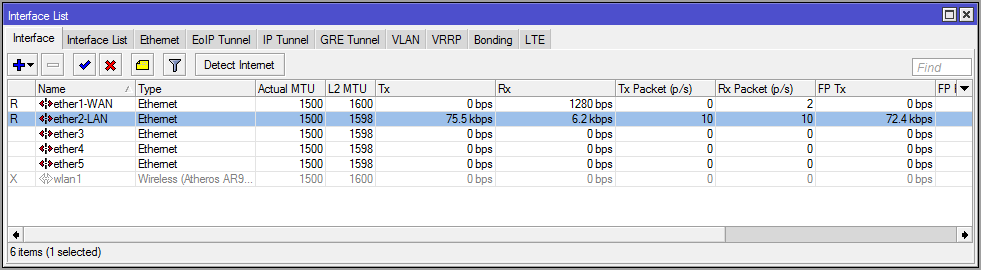 Interface List
Interface Interface List Ethernet EoIP Tunnel IP Tunnel GRE Tunnel VLAN VRRP Bonding LTE
Detect Internet Find
Name / Type Actual MTU L2 MTU Tx Rx Tx Packet (p/s) Rx Packet (p/s) FP Tx FP
R ether1-WAN Ethernet 1500 1600 0 bps 1280 bps 0 2 0 bps
R ether2-LAN Ethernet 1500 1598 75.5 kbps 6.2 kbps 10 10 72.4 kbps
ether3 Ethernet 1500 1598 0 bps 0 bps 0 0 0 bps
ether4 Ethernet 1500 1598 0 bps 0 bps 0 0 0 bps
ether5 Ethernet 1500 1598 0 bps 0 bps 0 0 0 bps
X wlan1 Wireless (Atheros AR9... 1500 1600 0 bps 0 bps 0 0 0 bps
6 items (1 selected)